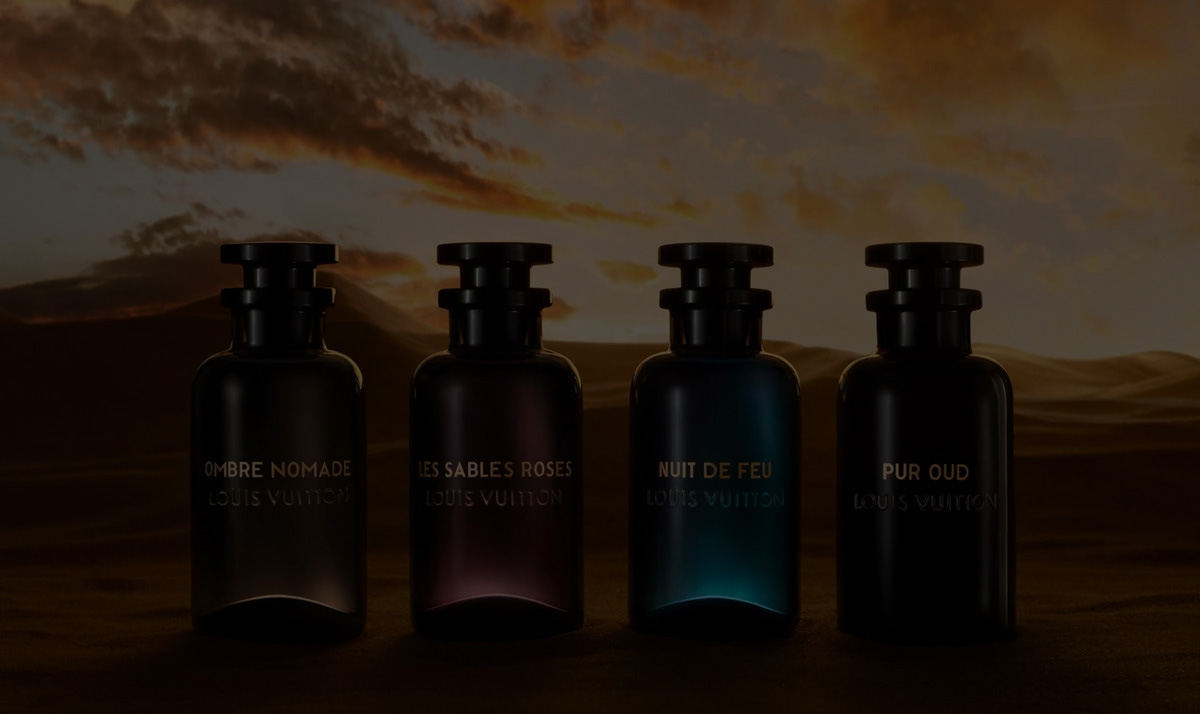 OMBRE NOMADE
LOUIS VUITTON
LES SABLES ROSES
LOUIS VUITTON
NUIT DE FEU
LOUIS VUITTON
PUR OUD
LOUIS VUITTON